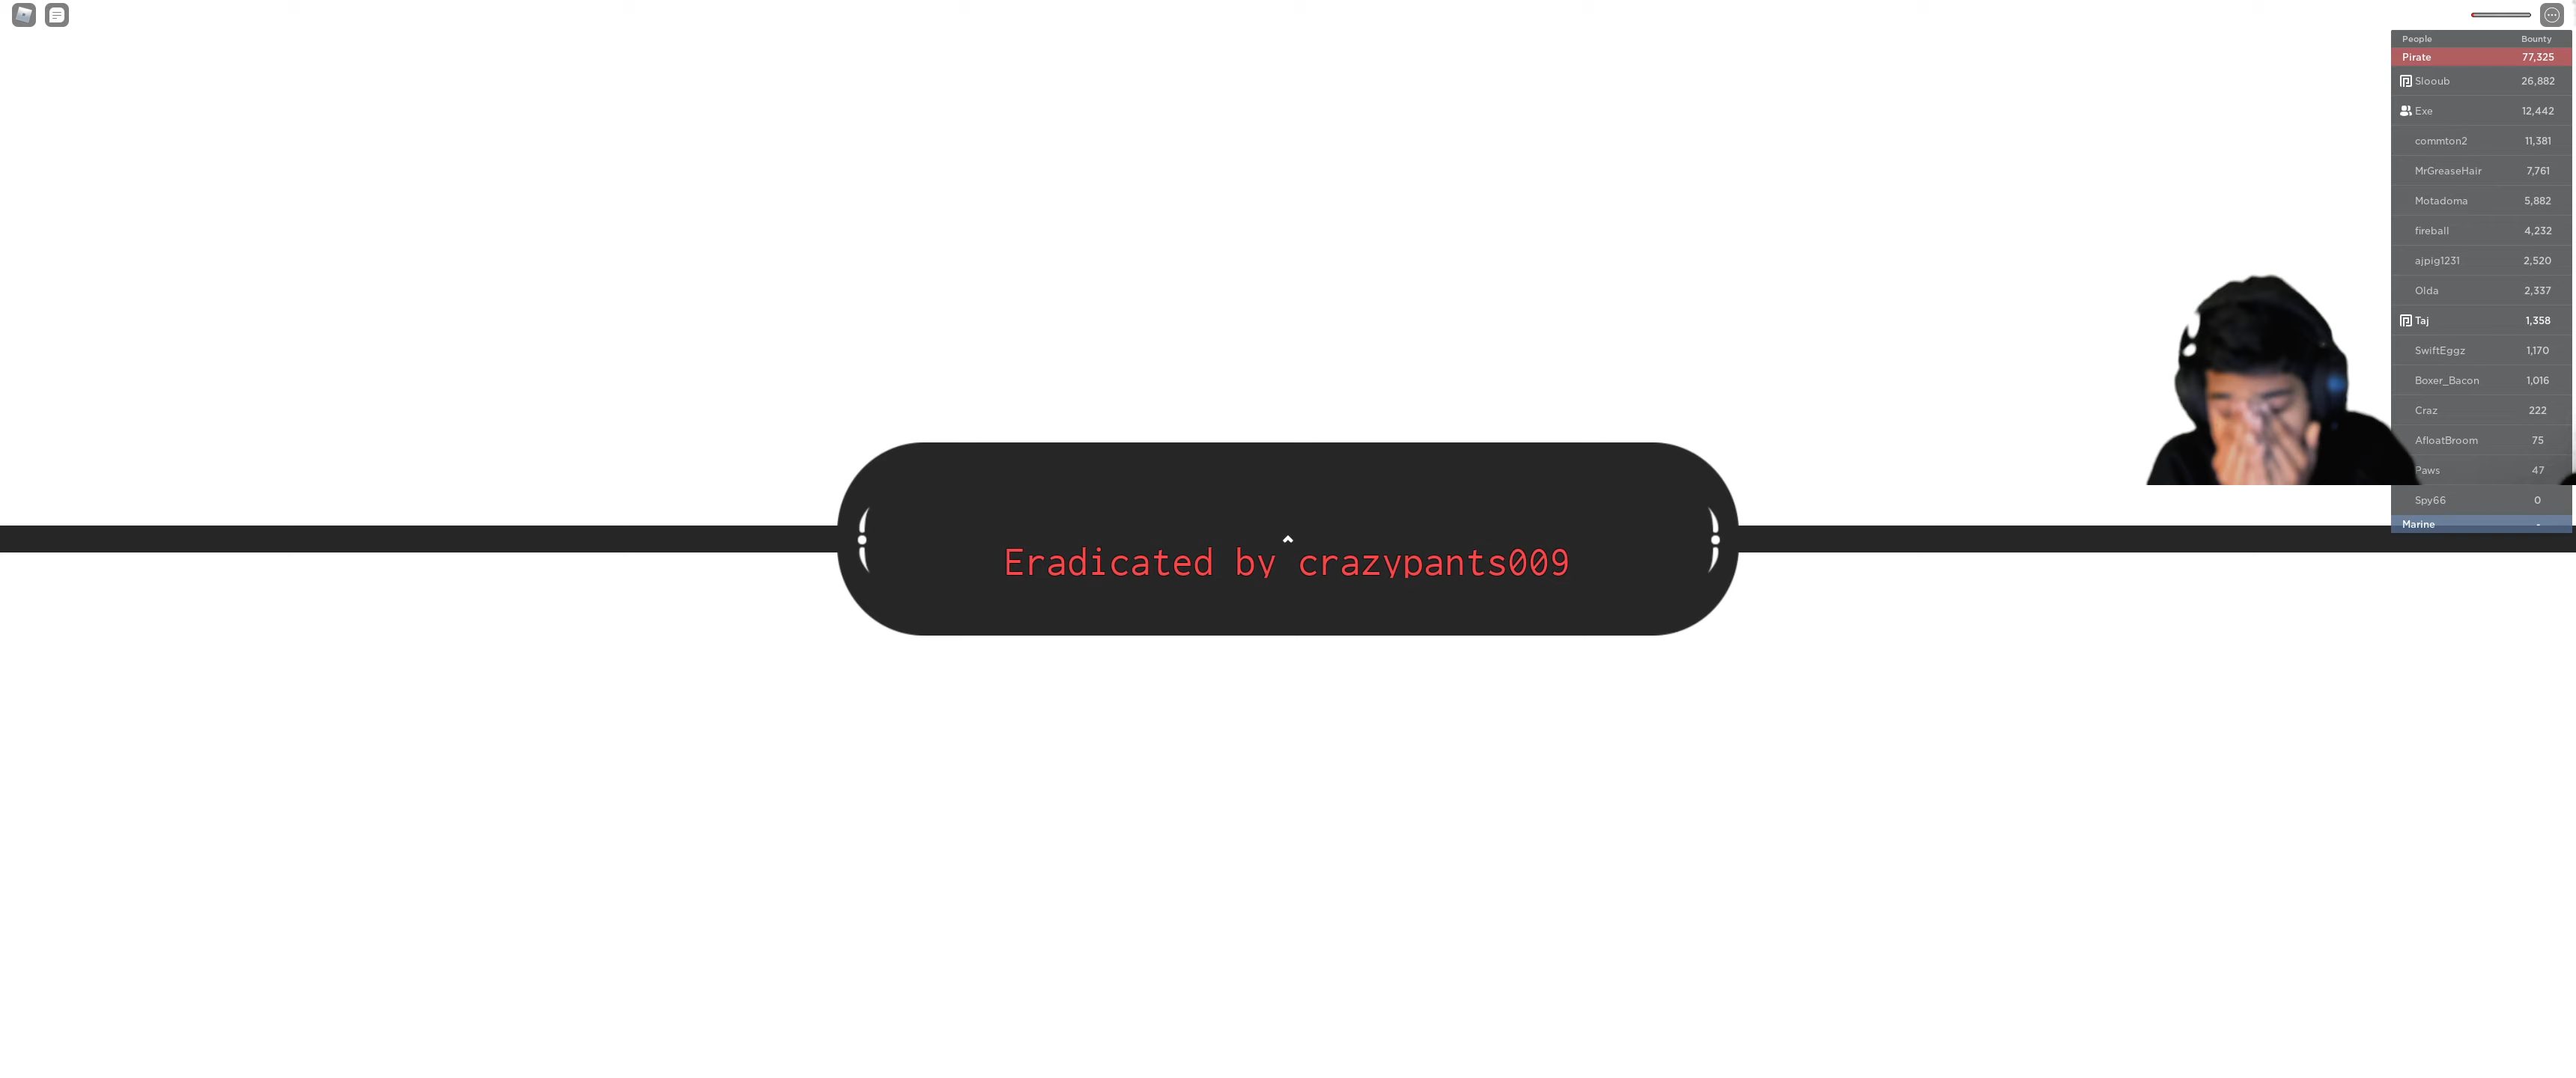 People Bounty
Pirate 77,325
Slooub 26,882
Exe 12,442
commton2 11,381
MrGreaseHair 7,761
Motadoma 5,882
fireball 4,232
ajpig1231 2,520
Olda 2,337
Taj 1,358
SwiftEggz 1,170
Boxer_Bacon 1,016
Craz 222
AfloatBroom 75
Paws 47
Spy66 0
Marine -
Eradicated by crazypants009